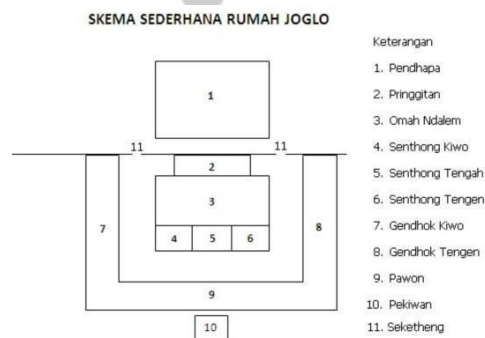 SKEMA SEDERHANA RUMAH JOGLO
Keterangan
1. Pendhapa
2. Pringgitan
3. Omah Ndalem
4. Senthong Kiwo
5. Senthong Tengah
6. Senthong Tengen
7. Gendhok Kiwo
8. Gendhok Tengen
9. Pawon
10. Pekiwan
11. Seketheng
1
11
11
2
3
4
5
6
7
8
9
10